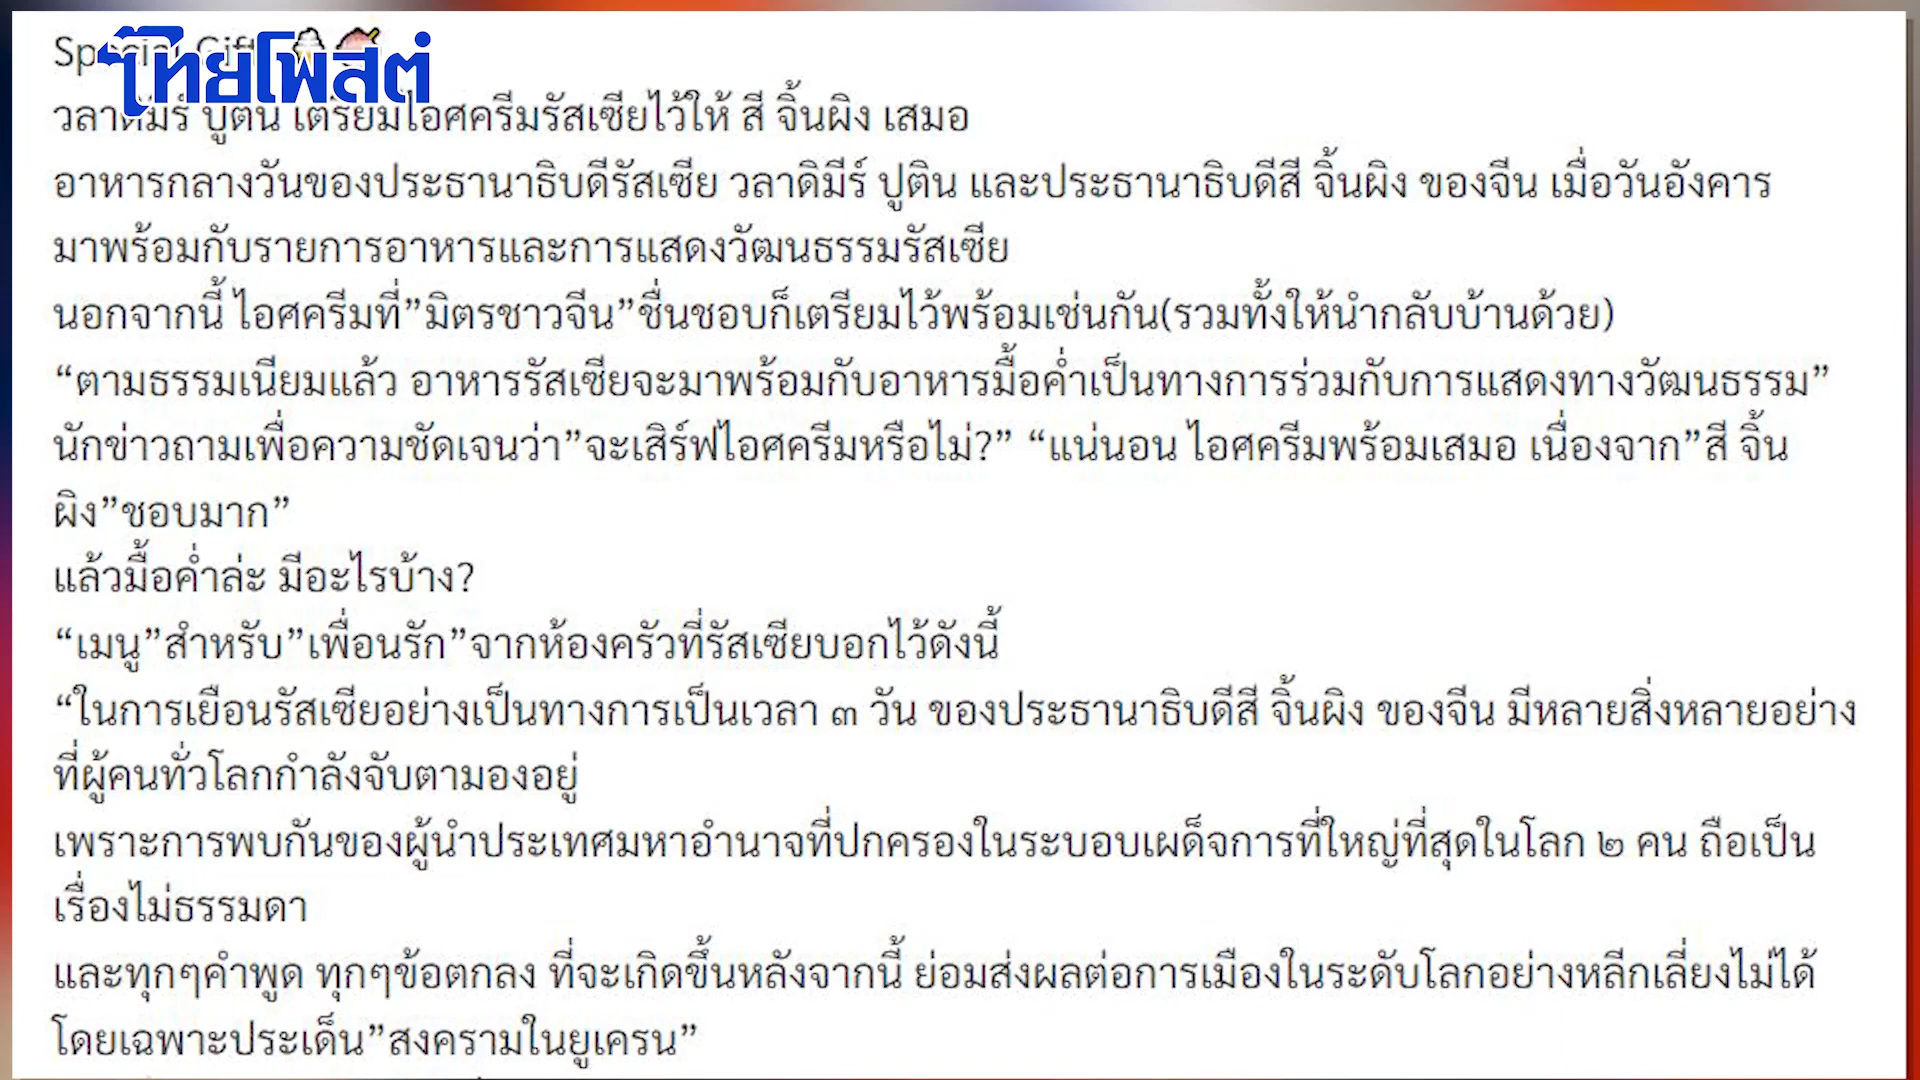 Special Gift
ไทยโพสต์
วลาดิมีร์ ปูติน เตรียมไอศครีมรัสเซียไว้ให้ สี จิ้นผิง เสมอ
อาหารกลางวันของประธานาธิบดีรัสเซีย วลาดิมีร์ ปูติน และประธานาธิบดีสี จิ้นผิง ของจีน เมื่อวันอังคาร
มาพร้อมกับรายการอาหารและการแสดงวัฒนธรรมรัสเซีย
นอกจากนี้ ไอศครีมที่”มิตรชาวจีน”ชื่นชอบก็เตรียมไว้พร้อมเช่นกัน(รวมทั้งให้นำกลับบ้านด้วย)
“ตามธรรมเนียมแล้ว อาหารรัสเซียจะมาพร้อมกับอาหารมื้อค่ำเป็นทางการร่วมกับการแสดงทางวัฒนธรรม”
นักข่าวถามเพื่อความชัดเจนว่า”จะเสิร์ฟไอศครีมหรือไม่?” “แน่นอน ไอศครีมพร้อมเสมอ เนื่องจาก”สี จิ้น
ผิง”ชอบมาก”
แล้วมื้อค่ำล่ะ มีอะไรบ้าง?
“เมนู”สำหรับ”เพื่อนรัก”จากห้องครัวที่รัสเซียบอกไว้ดังนี้
“ในการเยือนรัสเซียอย่างเป็นทางการเป็นเวลา ๓ วัน ของประธานาธิบดีสี จิ้นผิง ของจีน มีหลายสิ่งหลายอย่าง
ที่ผู้คนทั่วโลกกำลังจับตามองอยู่
เพราะการพบกันของผู้นำประเทศมหาอำนาจที่ปกครองในระบอบเผด็จการที่ใหญ่ที่สุดในโลก ๒ คน ถือเป็น
เรื่องไม่ธรรมดา
และทุกๆคำพูด ทุกๆข้อตกลง ที่จะเกิดขึ้นหลังจากนี้ ย่อมส่งผลต่อการเมืองในระดับโลกอย่างหลีกเลี่ยงไม่ได้
โดยเฉพาะประเด็น”สงครามในยูเครน”